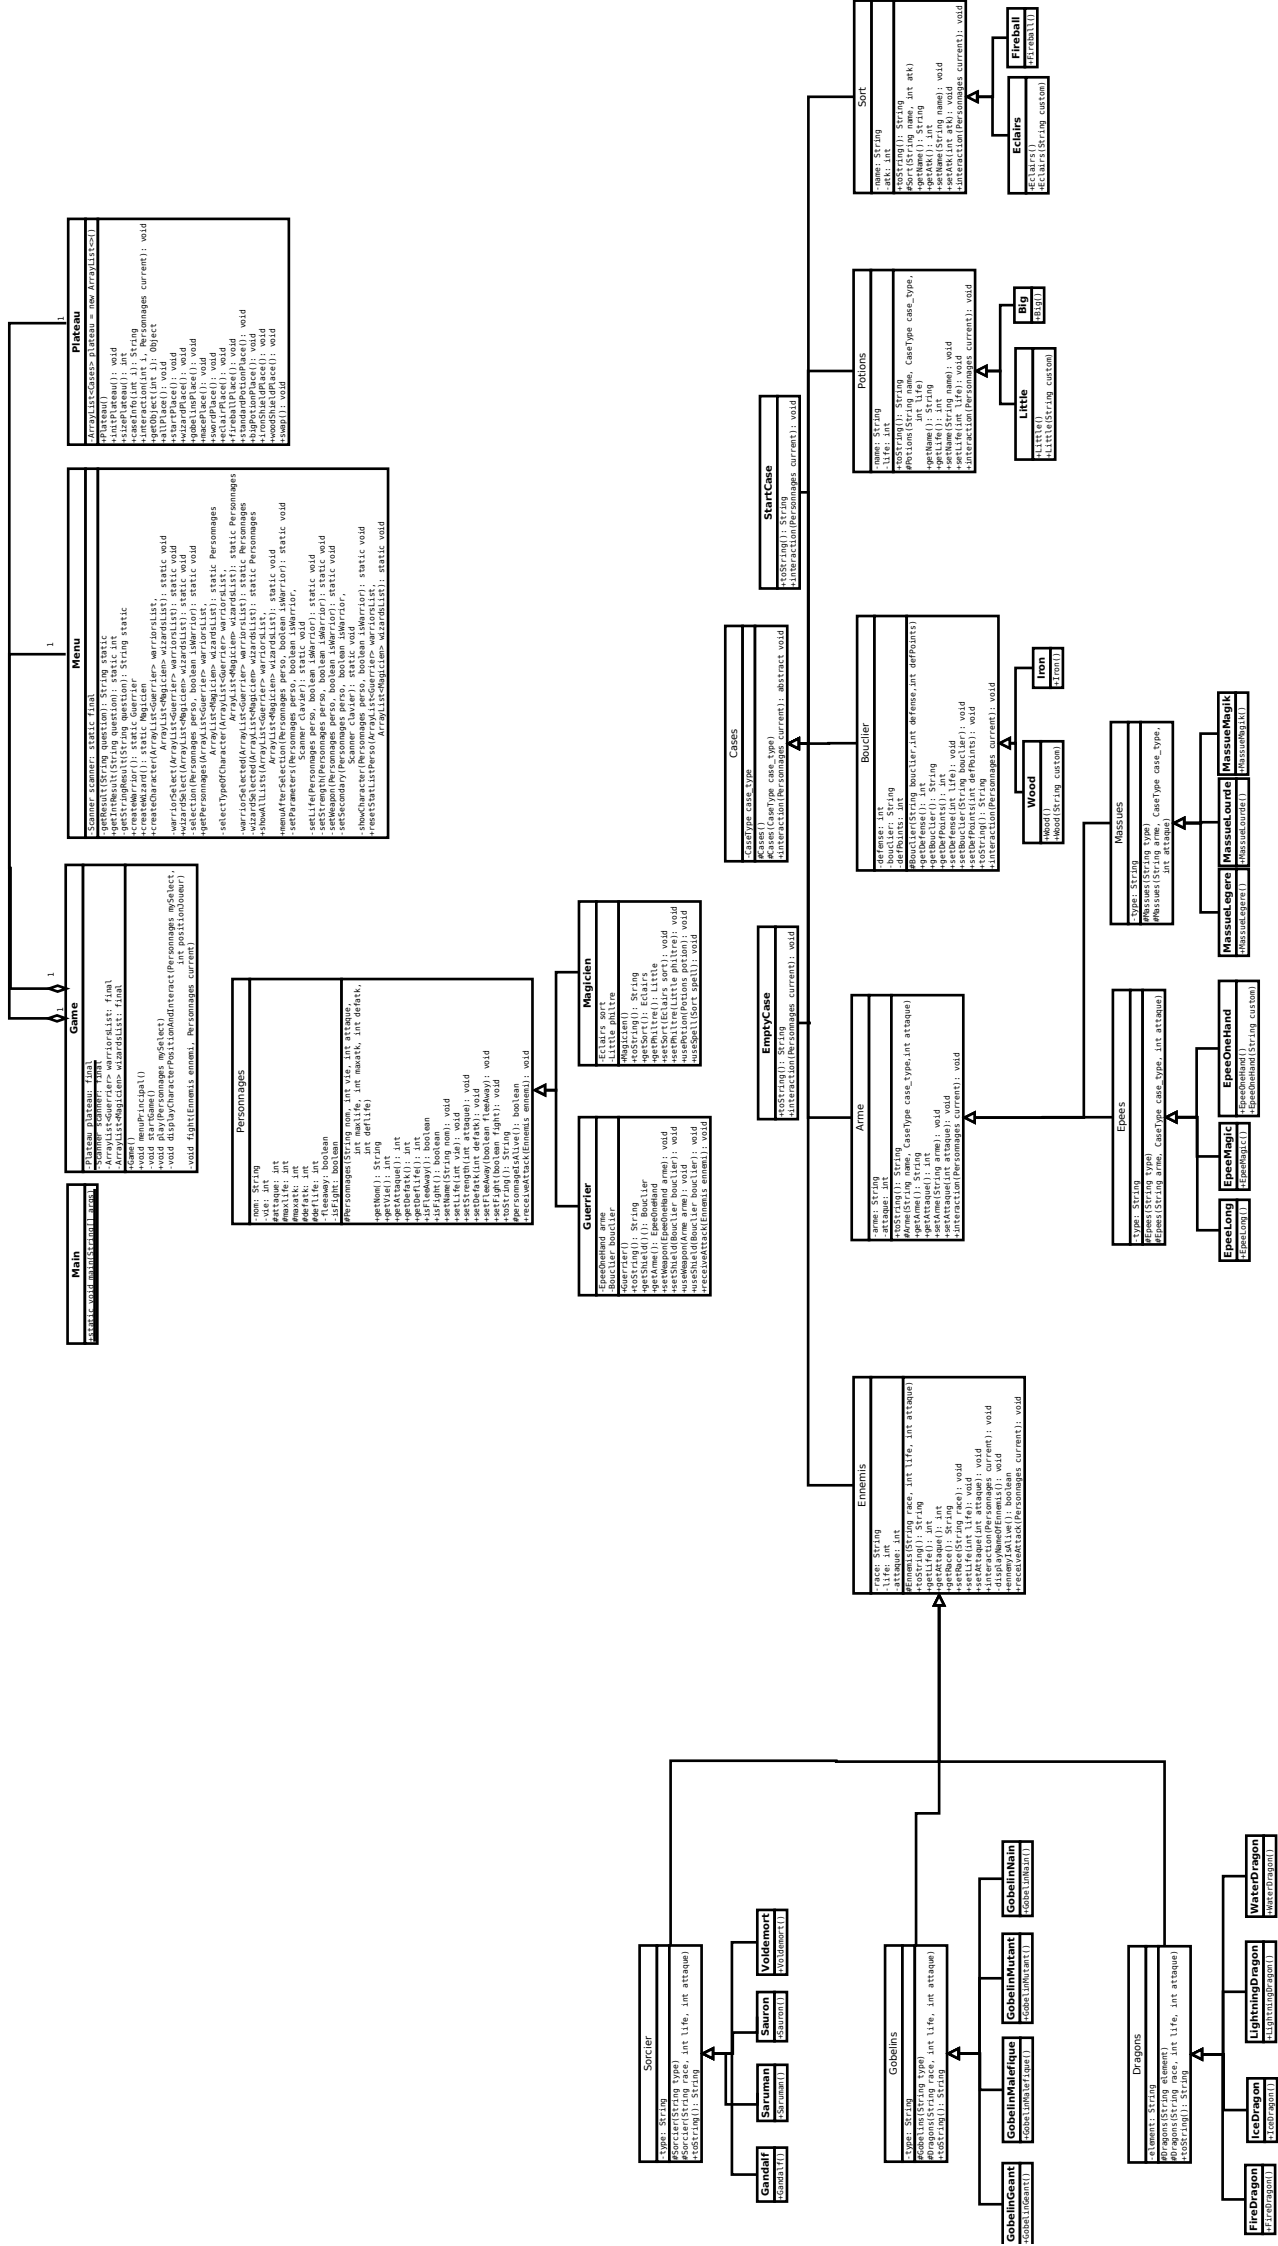 Main
+static void main(String[] args)
Game
-Plateau plateau: final
-Scanner scanner: final
-ArrayList<Guerrier> warriorsList: final
-ArrayList<Magicien> wizardsList: final
+Game()
+void menuPrincipal()
-void startGame()
+void play(Personnages mySelect)
-void displayCharacterPositionAndInteract(Personnages mySelect,
int positionJoueur)
-void fight(Ennemis ennemi, Personnages current)
1
1
Menu
1
-Scanner scanner: static final
-getResult(String question): String static
+getIntResult(String question): static int
-getStringResult(String question): String static
+createWarrior(): static Guerrier
+createWizard(): static Magicien
+createCharacter(ArrayList<Guerrier> warriorsList,
ArrayList<Magicien> wizardsList): static void
-warriorSelect(ArrayList<Guerrier> warriorsList): static void
-wizardSelect(ArrayList<Magicien> wizardsList): static void
-selection(Personnages perso, boolean isWarrior): static void
+getPersonnages(ArrayList<Guerrier> warriorsList,
ArrayList<Magicien> wizardsList): static Personnages
-selectTypeOfCharacter(ArrayList<Guerrier> warriorsList,
ArrayList<Magicien> wizardsList): static Personnages
-warriorSelected(ArrayList<Guerrier> warriorsList): static Personnages
-wizardSelected(ArrayList<Magicien> wizardsList): static Personnages
+showAllLists(ArrayList<Guerrier> warriorsList,
ArrayList<Magicien> wizardsList): static void
+menuAfterSelection(Personnages perso, boolean isWarrior): static void
-setParameters(Personnages perso, boolean isWarrior,
Scanner clavier): static void
-setLife(Personnages perso, boolean isWarrior): static void
-setStrength(Personnages perso, boolean isWarrior): static void
-setWeapon(Personnages perso, boolean isWarrior): static void
-setSecondary(Personnages perso, boolean isWarrior,
Scanner clavier): static void
-showCharacter(Personnages perso, boolean isWarrior): static void
+resetStatListPerso(ArrayList<Guerrier> warriorsList,
ArrayList<Magicien> wizardsList): static void
Plateau
1
-ArrayList<Cases> plateau = new ArrayList<>()
+Plateau()
+initPlateau(): void
+sizePlateau(): int
+caseInfo(int i): String
+interaction(int i, Personnages current): void
+getObject(int i): Object
+allPlace(): void
+startPlace(): void
+wizardPlace(): void
+gobelinsPlace(): void
+macePlace(): void
+swordPlace(): void
+eclairPlace(): void
+fireballPlace(): void
+standardPotionPlace(): void
+bigPotionPlace(): void
+ironShieldPlace(): void
+woodShieldPlace(): void
+swap(): void
Personnages
-nom: String
-vie: int
#attaque: int
#maxlife: int
#maxatk: int
#defatk: int
#deflife: int
-fleeaway: boolean
-isFight: boolean
#Personnages(String nom, int vie, int attaque,
int maxlife, int maxatk, int defatk,
int deflife)
+getNom(): String
+getVie(): int
+getAttaque(): int
+getDefatk(): int
+getDeflife(): int
+isFleeAway(): boolean
+isFight(): boolean
+setName(String nom): void
+setLife(int vie): void
+setStrength(int attaque): void
+setDefatk(int defatk): void
+setFleeAway(boolean fleeAway): void
+setFight(boolean fight): void
+toString(): String
#personnelIsAlive(): boolean
+receiveAttack(Ennemis ennemi): void
Guerrier
-EpeeOneHand arme
-Bouclier bouclier
+Guerrier()
+toString(): String
+getShield()(): Bouclier
+getArme(): EpeeOneHand
+setWeapon(EpeeOneHand arme): void
+setShield(Bouclier bouclier): void
+useWeapon(Arme arme): void
+useShield(Bouclier bouclier): void
+receiveAttack(Ennemis ennemi): void
Magicien
-Eclairs sort
-Little philtre
+Magicien()
+toString(): String
+getSort(): Eclairs
+getPhiltre(): Little
+setSort(Eclairs sort): void
+setPhiltre(Little philtre): void
+usePotion(Potions potion): void
+useSpell(Sort spell): void
Cases
-CaseType case_type
#Cases()
#Cases(CaseType case_type)
+interaction(Personnages current): abstract void
EmptyCase
+toString(): String
+interaction(Personnages current): void
StartCase
+toString(): String
+interaction(Personnages current): void
Ennemis
-race: String
-life: int
-attaque: int
#Ennemis(String race, int life, int attaque)
+toString(): String
+getLife(): int
+getAttaque(): int
+getRace(): String
+setRace(String race): void
+setLife(int life): void
+setAttaque(int attaque): void
+interaction(Personnages current): void
-displayNameOfEnnemis(): void
+ennemyIsAlive(): boolean
+receiveAttack(Personnages current): void
Arme
-arme: String
-attaque: int
+toString(): String
#Arme(String name, CaseType case_type,int attaque)
+getArme(): String
+getAttaque(): int
+setArme(String arme): void
+setAttaque(int attaque): void
+interaction(Personnages current): void
Bouclier
-defense: int
-bouclier: String
-defPoints: int
#Bouclier(String bouclier,int defense,int defPoints)
+getDefense(): int
+getBouclier(): String
+getDefPoints(): int
+setDefense(int life): void
+setBouclier(String bouclier): void
+setDefPoints(int defPoints): void
+toString(): String
+interaction(Personnages current): void
Potions
-name: String
-life: int
+toString(): String
#Potions(String name, CaseType case_type,
int life)
+getName(): String
+getLife(): int
+setName(String name): void
+setLife(int life): void
+interaction(Personnages current): void
Sort
-name: String
-atk: int
+toString(): String
#Sort(String name, int atk)
+getName(): String
+getAtk(): int
+setName(String name): void
+setAtk(int atk): void
+interaction(Personnages current): void
Wood
+Wood()
+Wood(String custom)
Iron
+Iron()
Little
+Little()
+Little(String custom)
Big
+Big()
Eclairs
+Eclairs()
+Eclairs(String custom)
Fireball
+Fireball()
Epees
-type: String
#Epees(String type)
#Epees(String arme, CaseType case_type, int attaque)
Massues
-type: String
#Massues(String type)
#Massues(String arme, CaseType case_type,
int attaque)
EpeeLong
+EpeeLong()
EpeeMagic
+EpeeMagic()
EpeeOneHand
+EpeeOneHand()
+EpeeOneHand(String custom)
MassueLegere
+MassueLegere()
MassueLourde
+MassueLourde()
MassueMagik
+MassueMagik()
Sorcier
-type: String
#Sorcier(String type)
#Sorcier(String race, int life, int attaque)
+toString(): String
Gandalf
+Gandalf()
Saruman
+Saruman()
Sauron
+Sauron()
Voldemort
+Voldemort()
Gobelins
-type: String
#Gobelins(String type)
#Dragons(String race, int life, int attaque)
+toString(): String
GobelinGeant
+GobelinGeant()
GobelinMalefique
+GobelinMalefique()
GobelinMutant
+GobelinMutant()
GobelinNain
+GobelinNain()
Dragons
-element: String
#Dragons(String element)
#Dragons(String race, int life, int attaque)
+toString(): String
FireDragon
+FireDragon()
IceDragon
+IceDragon()
LightningDragon
+LightningDragon()
WaterDragon
+WaterDragon()